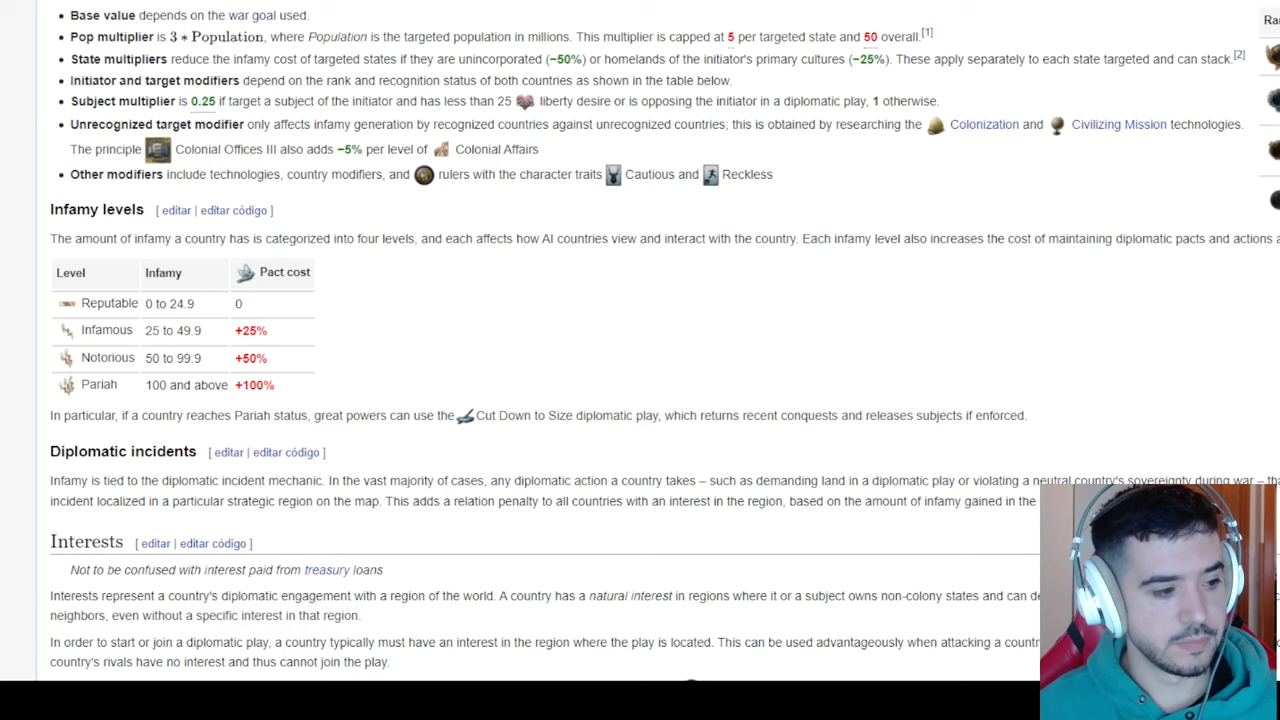 • Base value depends on the war goal used.
• Pop multiplier is 3 * Population, where Population is the targeted population in millions. This multiplier is capped at 5 per targeted state and 50 overall.[1]
• State multipliers reduce the infamy cost of targeted states if they are unincorporated (−50%) or homelands of the initiator's primary cultures (−25%). These apply separately to each state targeted and can stack.[2]
• Initiator and target modifiers depend on the rank and recognition status of both countries as shown in the table below.
• Subject multiplier is 0.25 if target a subject of the initiator and has less than 25 liberty desire or is opposing the initiator in a diplomatic play, 1 otherwise.
• Unrecognized target modifier only affects infamy generation by recognized countries against unrecognized countries; this is obtained by researching the Colonization and Civilizing Mission technologies.
The principle Colonial Offices III also adds −5% per level of Colonial Affairs
• Other modifiers include technologies, country modifiers, and rulers with the character traits Cautious and Reckless
Infamy levels [ editar | editar código ]
The amount of infamy a country has is categorized into four levels, and each affects how AI countries view and interact with the country. Each infamy level also increases the cost of maintaining diplomatic pacts and actions
Level Infamy Pact cost
Reputable 0 to 24.9 0
Infamous 25 to 49.9 +25%
Notorious 50 to 99.9 +50%
Pariah 100 and above +100%
In particular, if a country reaches Pariah status, great powers can use the Cut Down to Size diplomatic play, which returns recent conquests and releases subjects if enforced.
Diplomatic incidents [ editar | editar código ]
Infamy is tied to the diplomatic incident mechanic. In the vast majority of cases, any diplomatic action a country takes – such as demanding land in a diplomatic play or violating a neutral country's sovereignty during war –
incident localized in a particular strategic region on the map. This adds a relation penalty to all countries with an interest in the region, based on the amount of infamy gained in the
Interests [ editar | editar código ]
Not to be confused with interest paid from treasury loans
Interests represent a country's diplomatic engagement with a region of the world. A country has a natural interest in regions where it or a subject owns non-colony states and can
neighbors, even without a specific interest in that region.
In order to start or join a diplomatic play, a country typically must have an interest in the region where the play is located. This can be used advantageously when attacking a
country's rivals have no interest and thus cannot join the play.